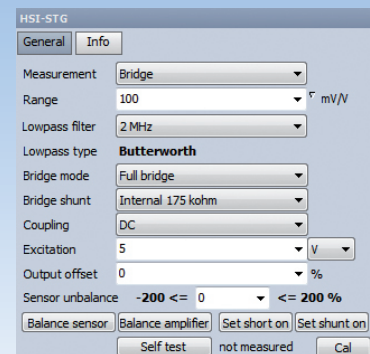 HSI-STG
General Info
Measurement Bridge
Range 100 mV/V
Lowpass filter 2 MHz
Lowpass type Butterworth
Bridge mode Full bridge
Bridge shunt Internal 175 kohm
Coupling DC
Excitation 5 V
Output offset 0 %
Sensor unbalance -200 <= 0 <= 200 %
Balance sensor Balance amplifier Set short on Set shunt on
Self test not measured Cal